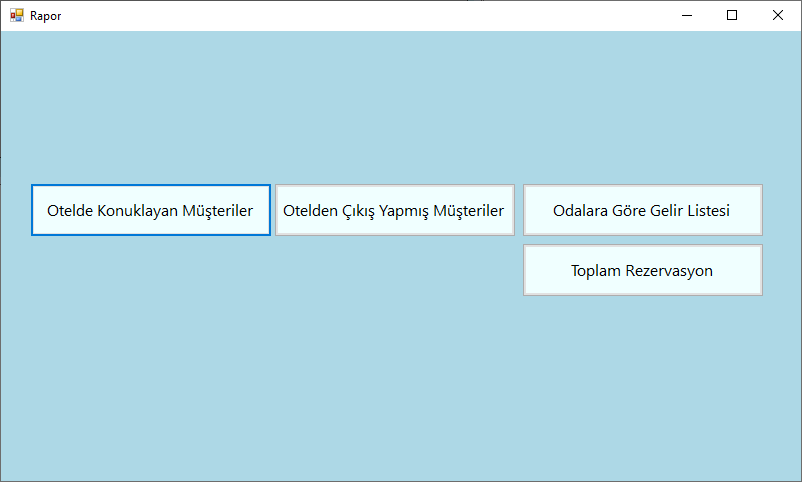 Rapor
Otelde Konuklayan Müşteriler
Otelden Çıkış Yapmış Müşteriler
Odalara Göre Gelir Listesi
Toplam Rezervasyon